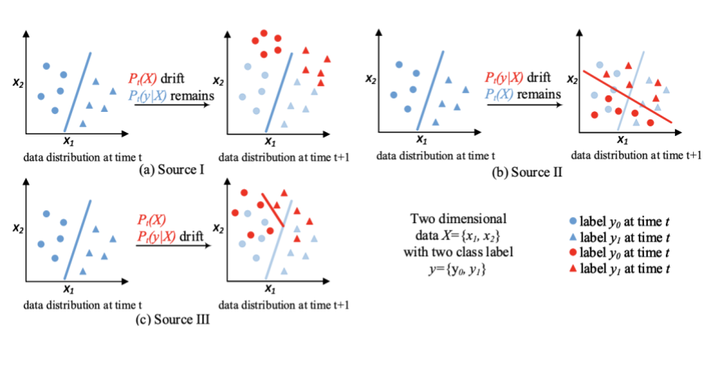 x₂
x₁
data distribution at time t
Pₜ(X) drift
Pₜ(y|X) remains
x₂
x₁
data distribution at time t+1
(a) Source I
x₂
x₁
data distribution at time t
Pₜ(y|X) drift
Pₜ(X) remains
x₂
x₁
data distribution at time t+1
(b) Source II
x₂
x₁
data distribution at time t
Pₜ(X)
Pₜ(y|X) drift
x₂
x₁
data distribution at time t+1
(c) Source III
Two dimensional
data X={x₁, x₂}
with two class label
y={y₀, y₁}
label y₀ at time t
label y₁ at time t
label y₀ at time t
label y₁ at time t